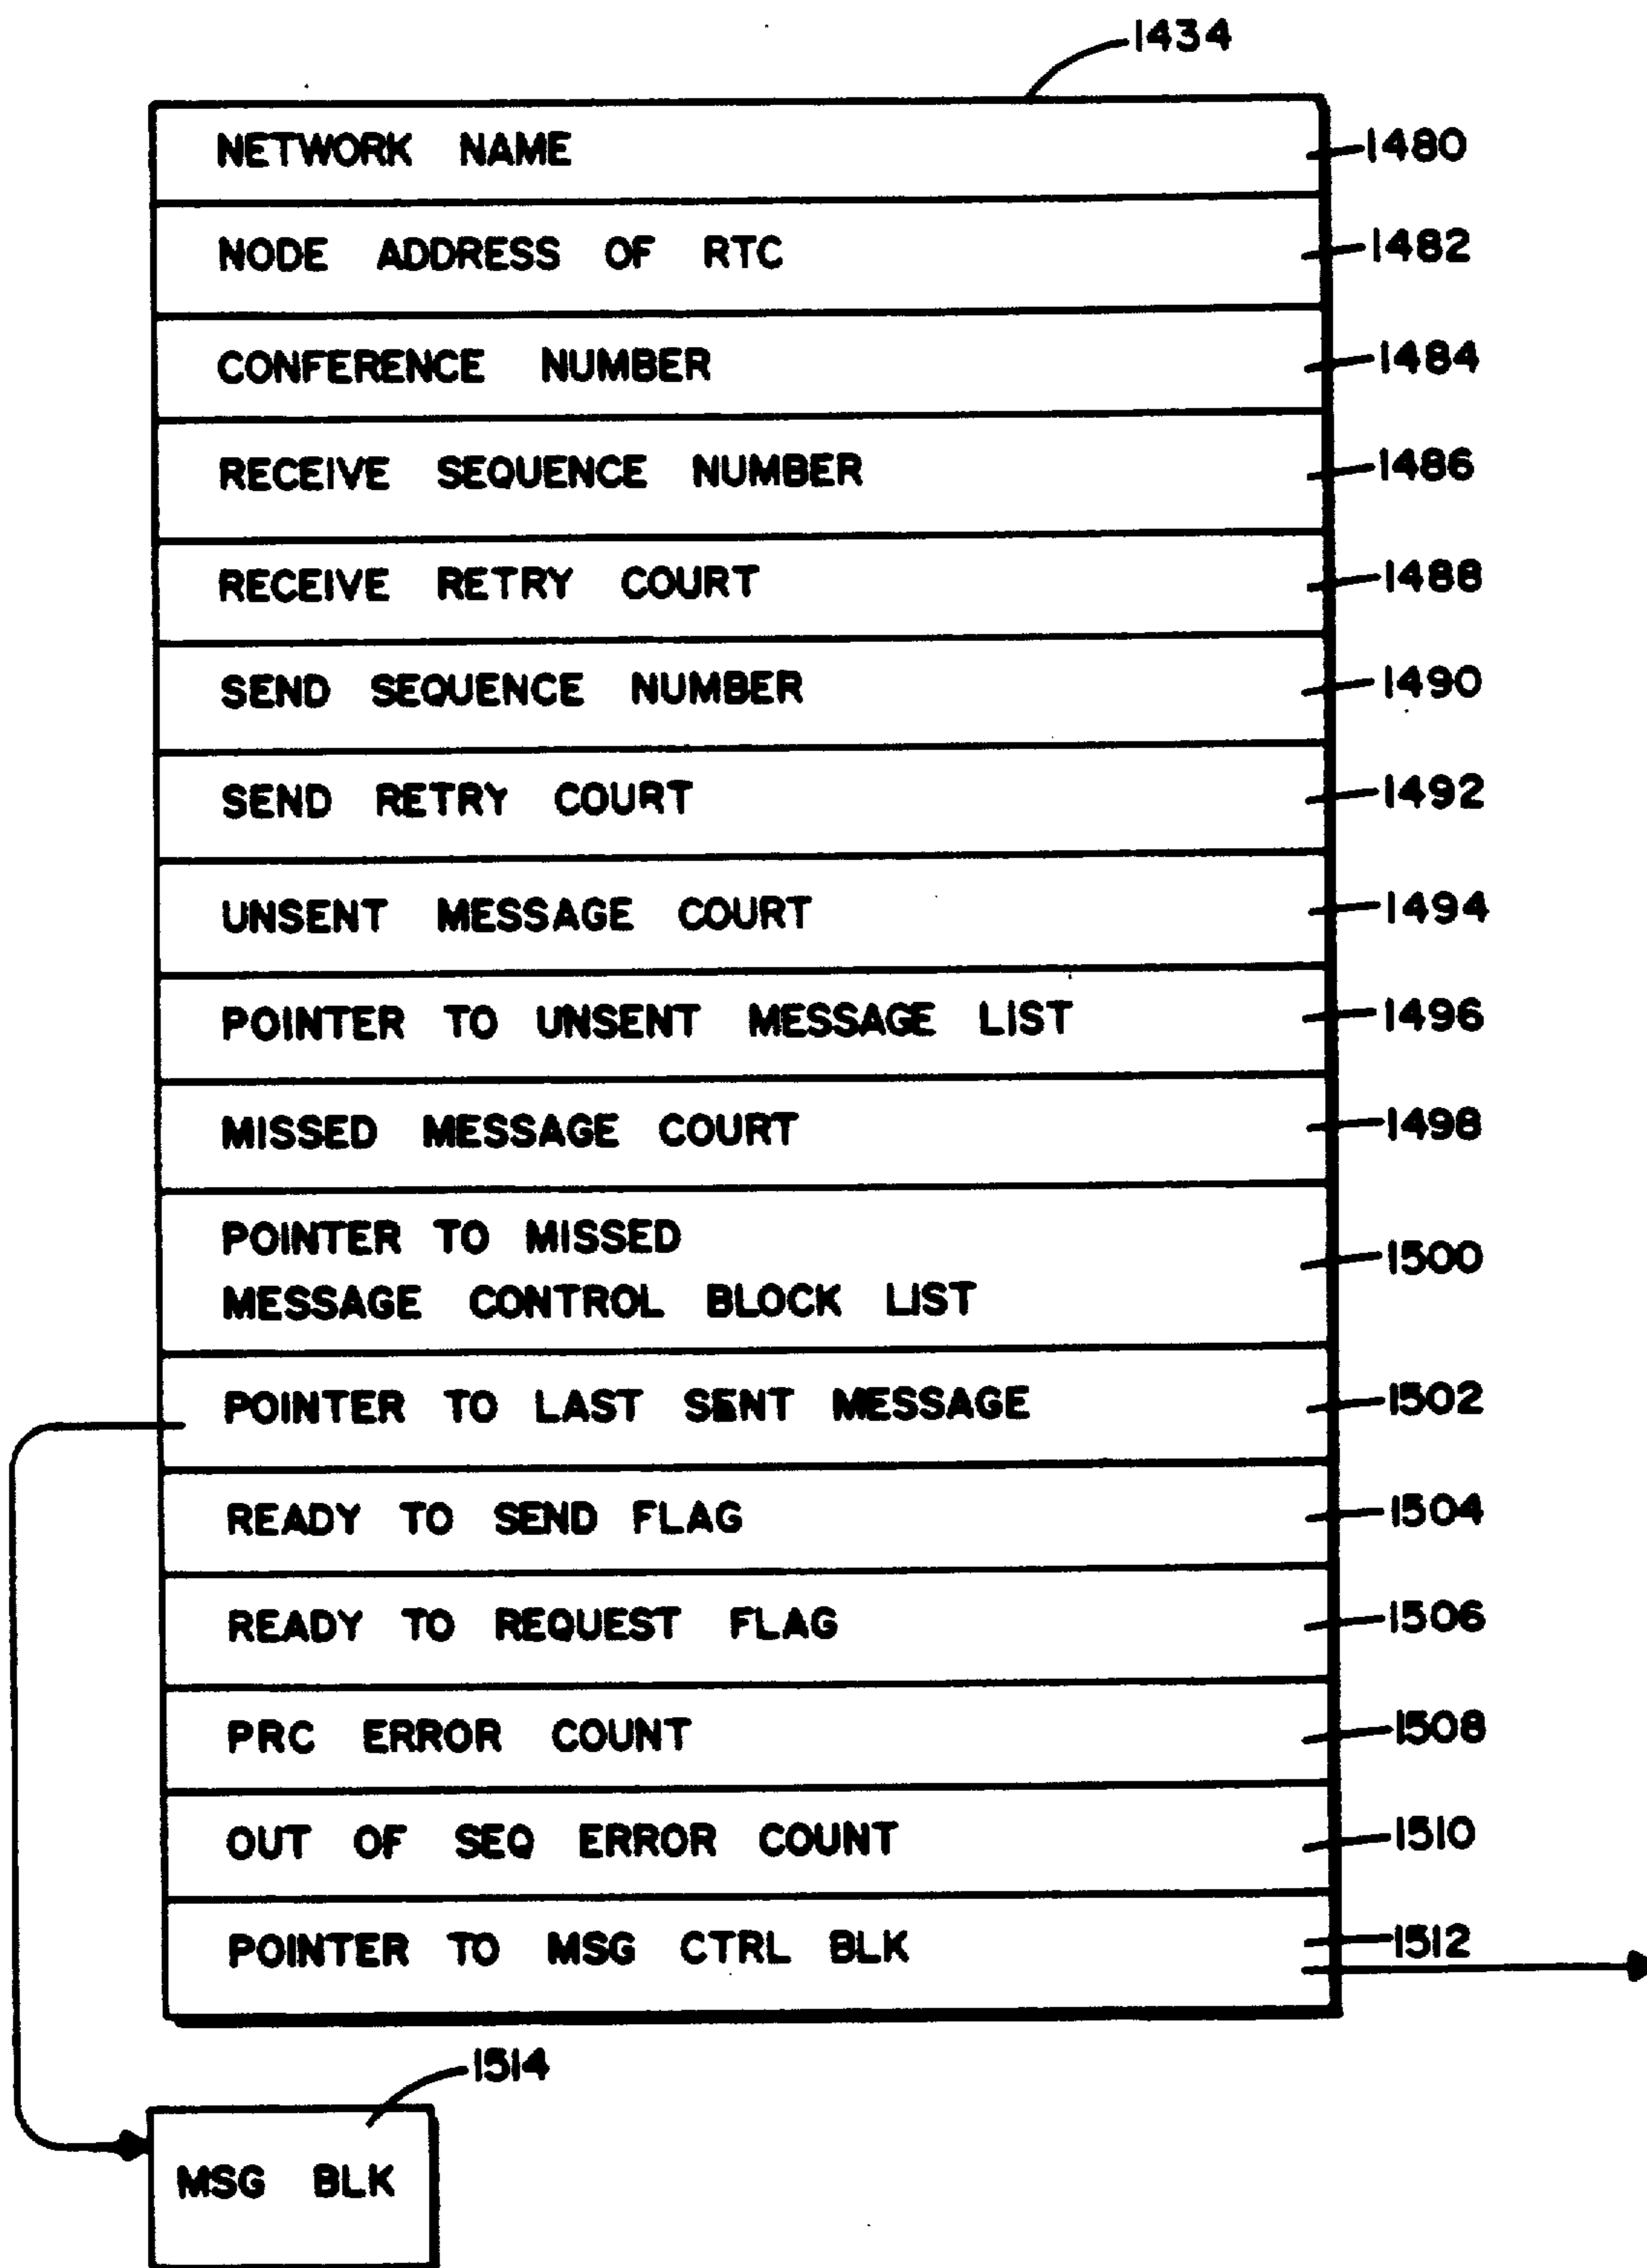 1434
NETWORK NAME 1480
NODE ADDRESS OF RTC 1482
CONFERENCE NUMBER 1484
RECEIVE SEQUENCE NUMBER 1486
RECEIVE RETRY COURT 1488
SEND SEQUENCE NUMBER 1490
SEND RETRY COURT 1492
UNSENT MESSAGE COURT 1494
POINTER TO UNSENT MESSAGE LIST 1496
MISSED MESSAGE COURT 1498
POINTER TO MISSED
MESSAGE CONTROL BLOCK LIST 1500
POINTER TO LAST SENT MESSAGE 1502
READY TO SEND FLAG 1504
READY TO REQUEST FLAG 1506
PRC ERROR COUNT 1508
OUT OF SEQ ERROR COUNT 1510
POINTER TO MSG CTRL BLK 1512
1514
MSG BLK